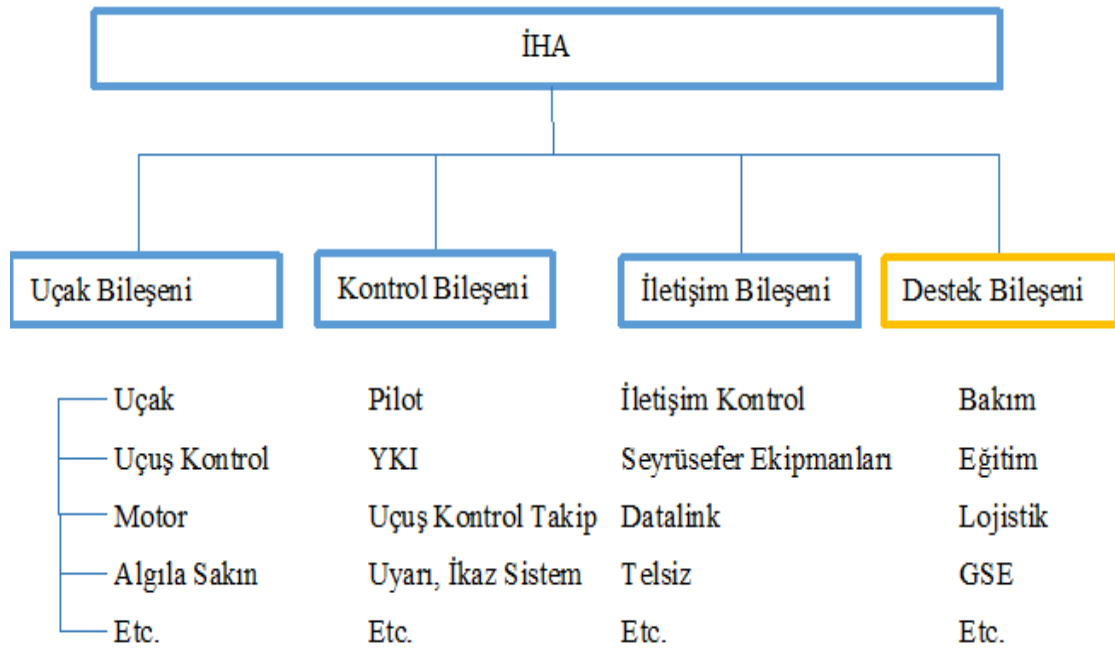 İHA
Uçak Bileşeni
Kontrol Bileşeni
İletişim Bileşeni
Destek Bileşeni
Uçak
Uçuş Kontrol
Motor
Algıla Sakın
Etc.
Pilot
YKI
Uçuş Kontrol Takip
Uyarı, İkaz Sistem
Etc.
İletişim Kontrol
Seyrüsefer Ekipmanları
Datalink
Telsiz
Etc.
Bakım
Eğitim
Lojistik
GSE
Etc.